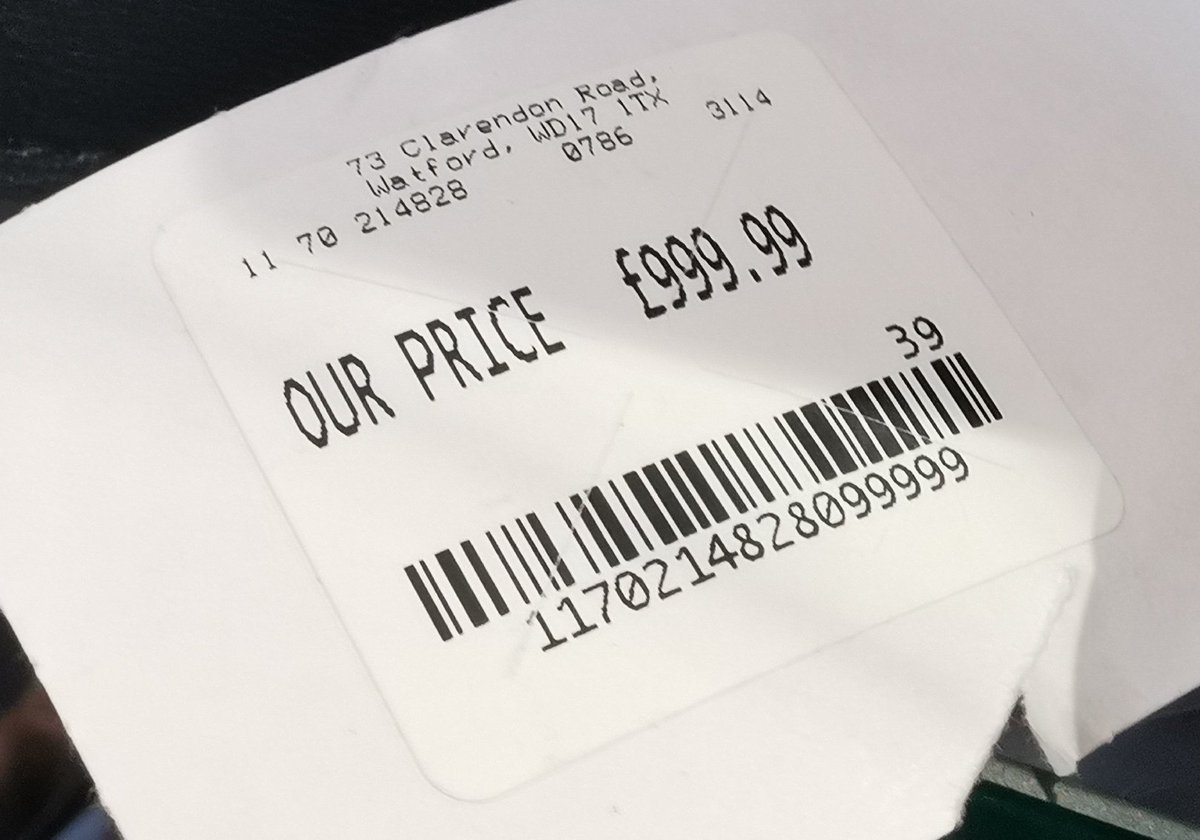 73 Clarendon Road,
Watford, WD17 1TX
11 70 214828 0786 3114
OUR PRICE £999.99
39
1170214828099999